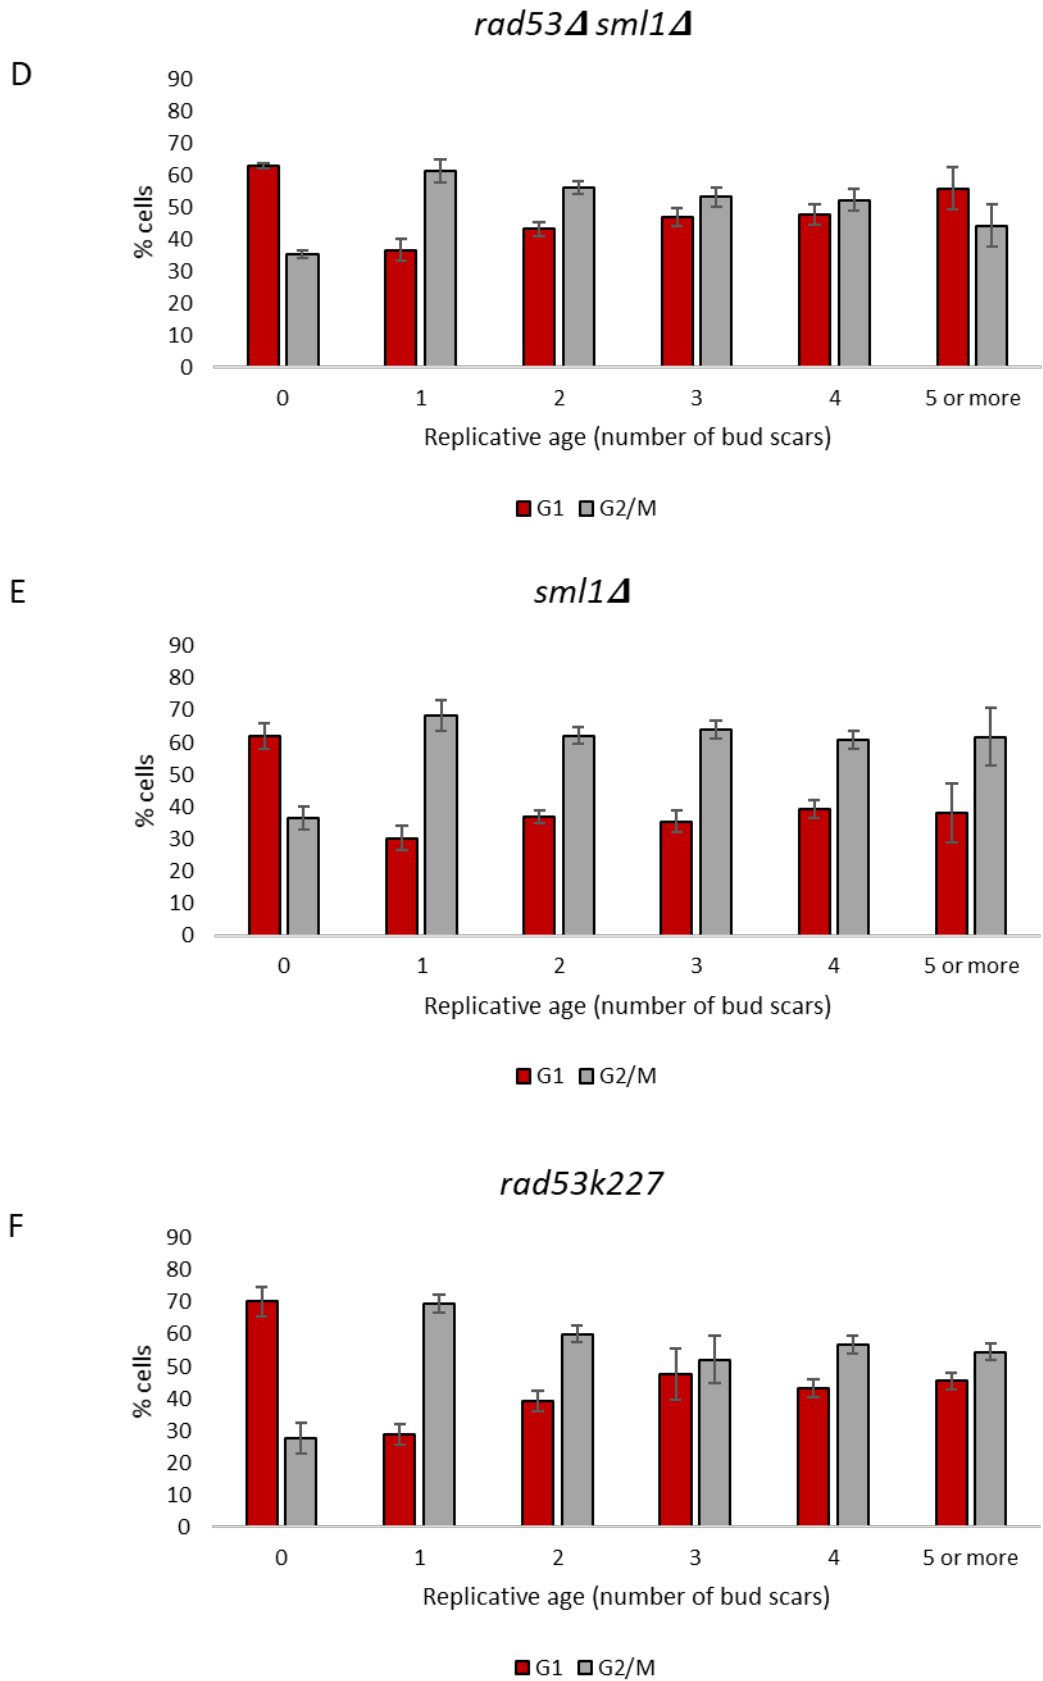 rad53Δ sml1Δ
D
90
80
70
60
50
40
30
20
10
0
% cells
0 1 2 3 4 5 or more
Replicative age (number of bud scars)
G1 G2/M
E
sml1Δ
90
80
70
60
50
40
30
20
10
0
% cells
0 1 2 3 4 5 or more
Replicative age (number of bud scars)
G1 G2/M
rad53k227
F
90
80
70
60
50
40
30
20
10
0
% cells
0 1 2 3 4 5 or more
Replicative age (number of bud scars)
G1 G2/M